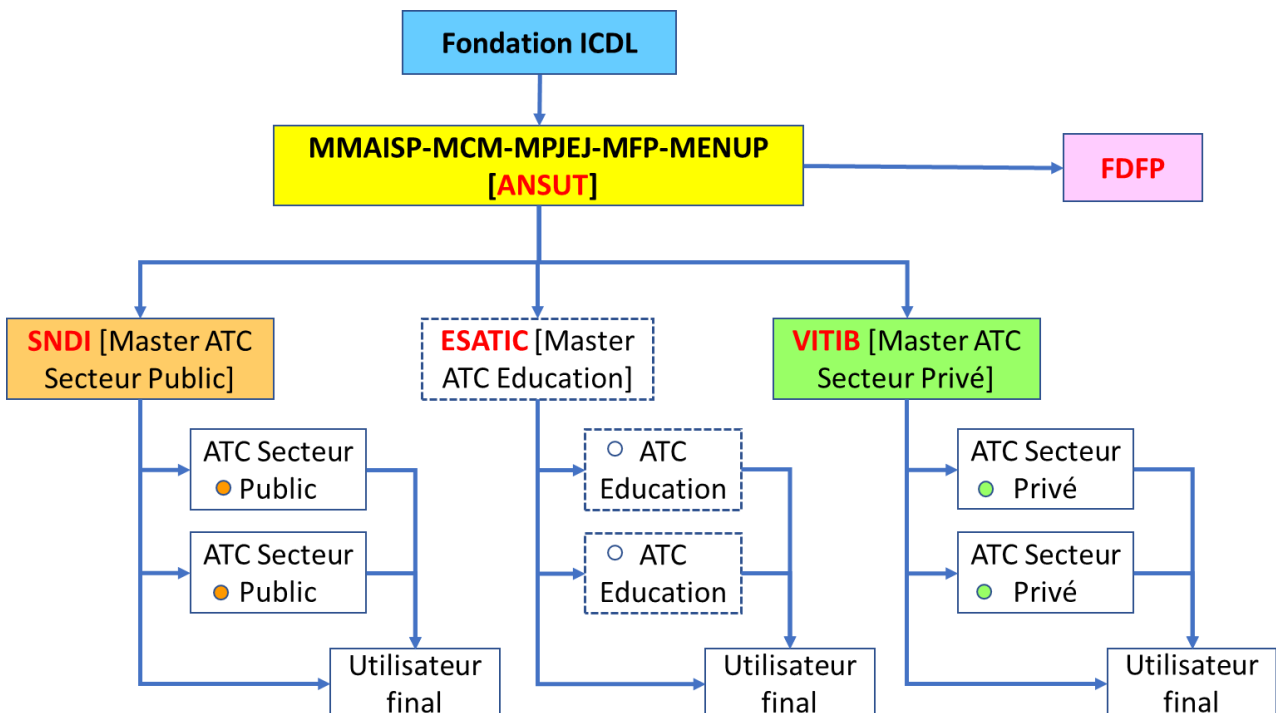 Fondation ICDL
MMAISP-MCM-MPJEJ-MFP-MENUP
[ANSUT]
FDFP
SNDI [Master ATC
Secteur Public]
ESATIC [Master
ATC Education]
VITIB [Master ATC
Secteur Privé]
ATC Secteur
Public
ATC
Education
ATC Secteur
Privé
ATC Secteur
Public
ATC
Education
ATC Secteur
Privé
Utilisateur
final
Utilisateur
final
Utilisateur
final